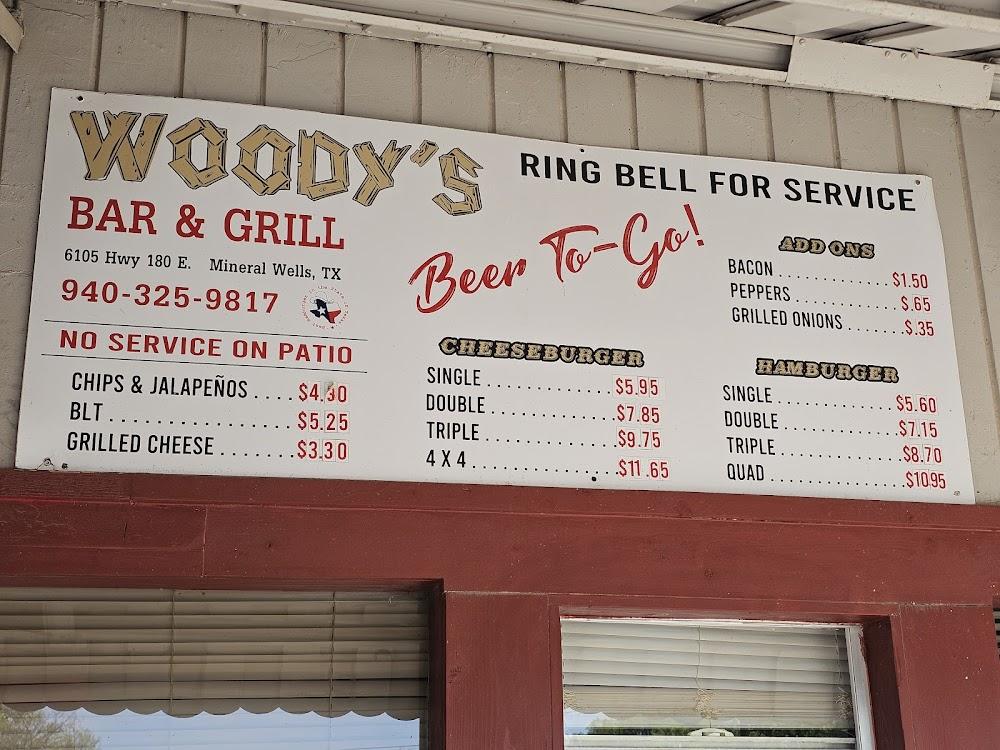 WOODY'S
BAR & GRILL
6105 Hwy 180 E. Mineral Wells, TX
940-325-9817
NO SERVICE ON PATIO
CHIPS & JALAPEÑOS ....
BLT ................ $5.25
GRILLED CHEESE ....... $3.30
RING BELL FOR SERVICE
Beer To-Go!
CHEESEBURGER
SINGLE ............. $5.95
DOUBLE ............. $7.85
TRIPLE ............. $9.75
4 X 4 .............. $11.65
ADD ONS
BACON ........... $1.50
PEPPERS .......... $.65
GRILLED ONIONS ...... $.35
HAMBURGER
SINGLE ............. $5.60
DOUBLE ............. $7.15
TRIPLE ............. $8.70
QUAD .............. $10.95